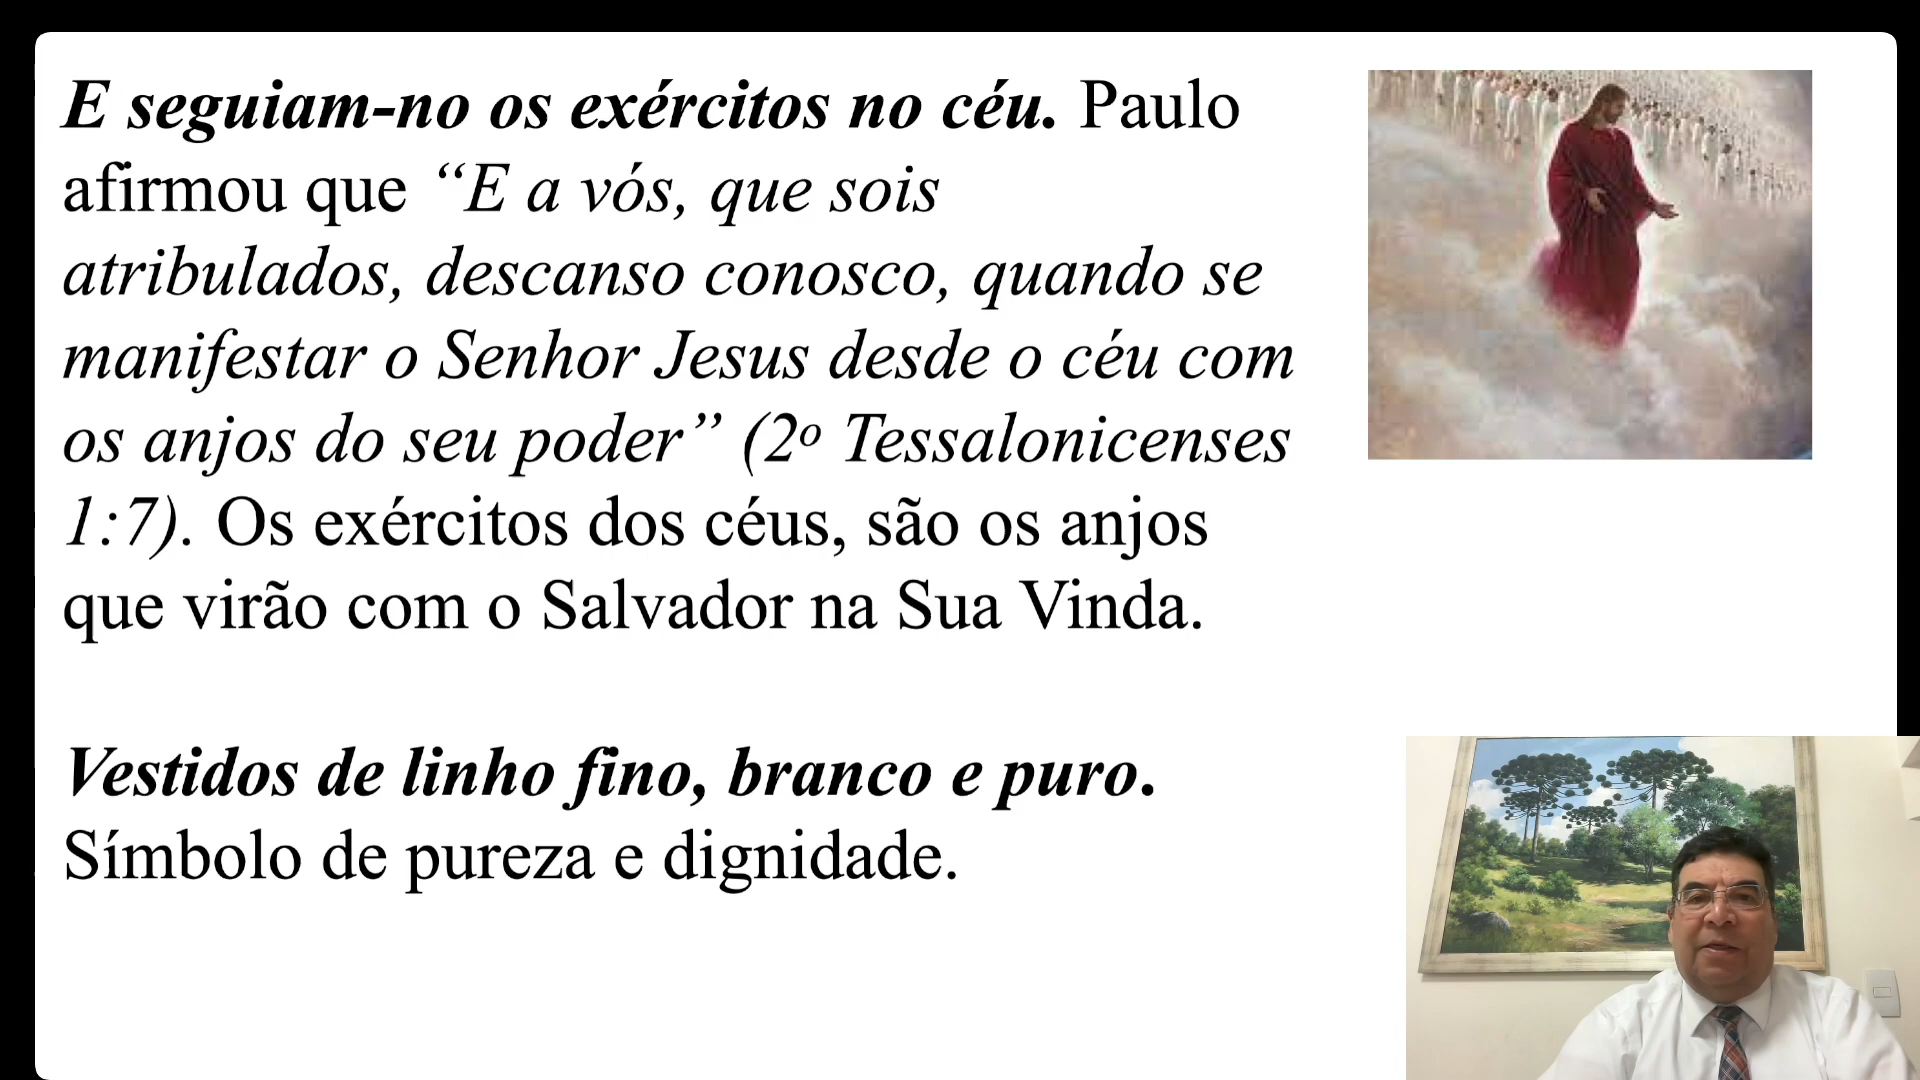 E seguiam-no os exércitos no céu. Paulo
afirmou que “E a vós, que sois
atribulados, descanso conosco, quando se
manifestar o Senhor Jesus desde o céu com
os anjos do seu poder” (2º Tessalonicenses
1:7). Os exércitos dos céus, são os anjos
que virão com o Salvador na Sua Vinda.
Vestidos de linho fino, branco e puro.
Símbolo de pureza e dignidade.